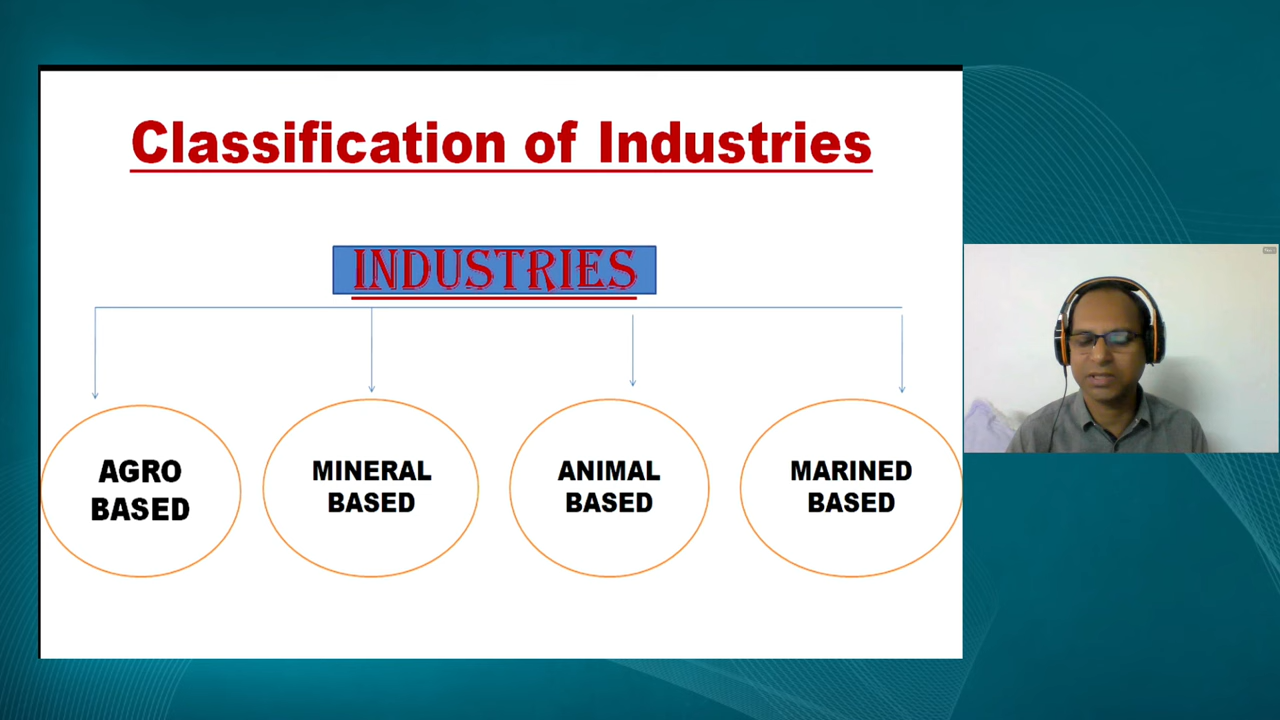 Classification of Industries
INDUSTRIES
AGRO
BASED
MINERAL
BASED
ANIMAL
BASED
MARINED
BASED